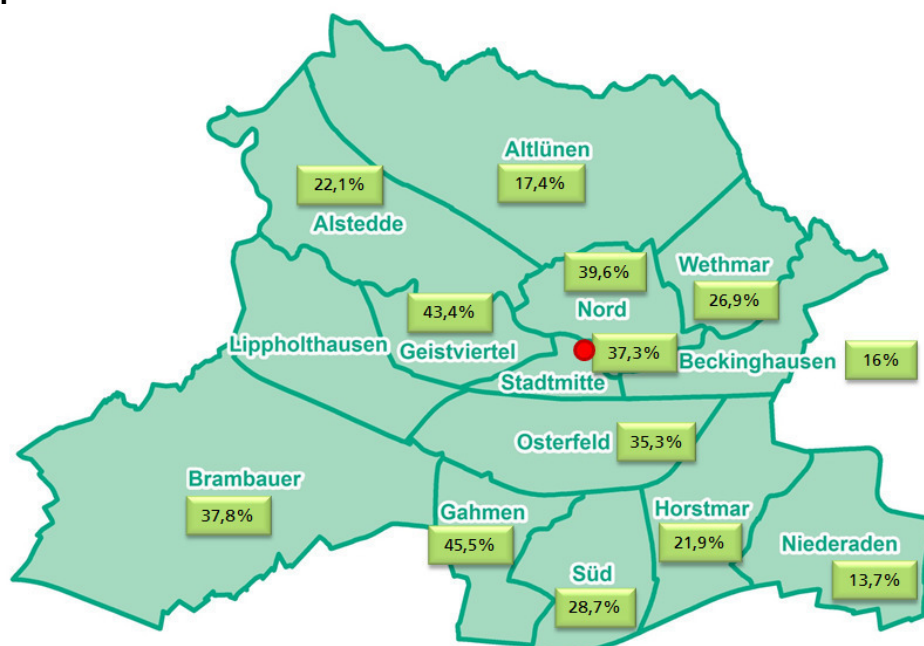 Altlünen
17,4%
22,1%
Alstedde
39,6%
Nord
Wethmar
26,9%
43,4%
Geistviertel
Lippholthausen
37,3%
Stadtmitte
Beckinghausen
16%
Osterfeld
35,3%
Brambauer
37,8%
Gahmen
45,5%
Horstmar
21,9%
Niederaden
13,7%
Süd
28,7%